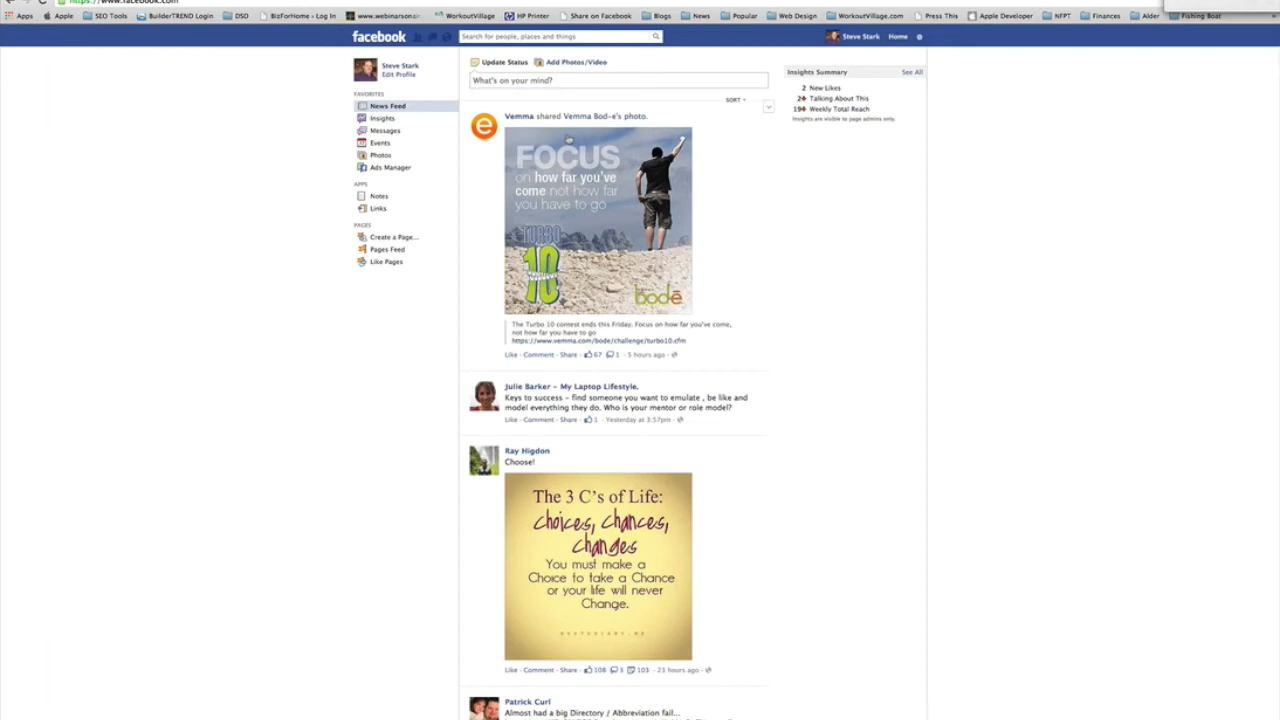 https://www.facebook.com
Apps Apple SEO Tools BuilderTREND Login DSD BizForHome - Log In www.webinarsonan WorkoutVillage HP Printer Share on Facebook Blogs News Popular Web Design WorkoutVillage.com Press This Apple Developer NFPT Finances Alder Fishing Boat
facebook Search for people, places and things Steve Stark Home
Steve Stark
Edit Profile
FAVORITES
News Feed
Insights
Messages
Events
Photos
Ads Manager
APPS
Notes
Links
PAGES
Create a Page...
Pages Feed
Like Pages
Update Status Add Photos/Video
What's on your mind?
SORT
Vemma shared Vemma Bod-e's photo.
FOCUS
on how far you've
come not how far
you have to go
TURBO
10
bodē
The Turbo 10 contest ends this Friday. Focus on how far you've come,
not how far you have to go
https://www.vemma.com/bode/challenge/turbo10.cfm
Like · Comment · Share · 67 1 · 5 hours ago ·
Julie Barker - My Laptop Lifestyle.
Keys to success - find someone you want to emulate , be like and
model everything they do. Who is your mentor or role model?
Like · Comment · Share · 1 · Yesterday at 3:57pm ·
Ray Higdon
Choose!
The 3 C's of Life:
choices, chances,
changes
You must make a
Choice to take a Chance
or your life will never
Change.
Like · Comment · Share · 108 3 103 · 23 hours ago ·
Patrick Curl
Almost had a big Directory / Abbreviation fail...
Insights Summary See All
2 New Likes
2 Talking About This
19 Weekly Total Reach
Insights are visible to page admins only.